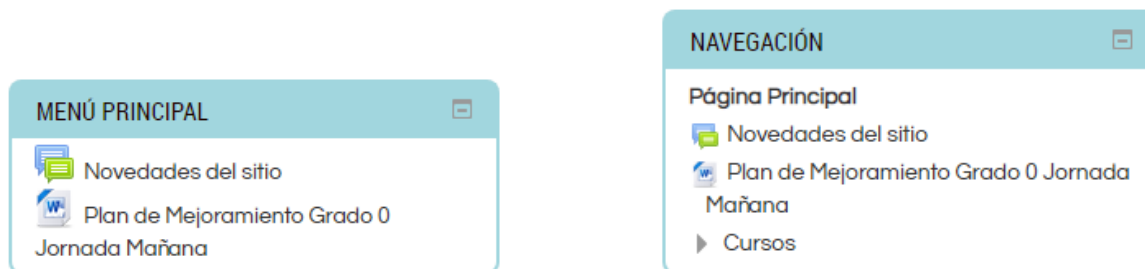 MENÚ PRINCIPAL
Novedades del sitio
Plan de Mejoramiento Grado 0
Jornada Mañana
NAVEGACIÓN
Página Principal
Novedades del sitio
Plan de Mejoramiento Grado 0 Jornada
Mañana
Cursos